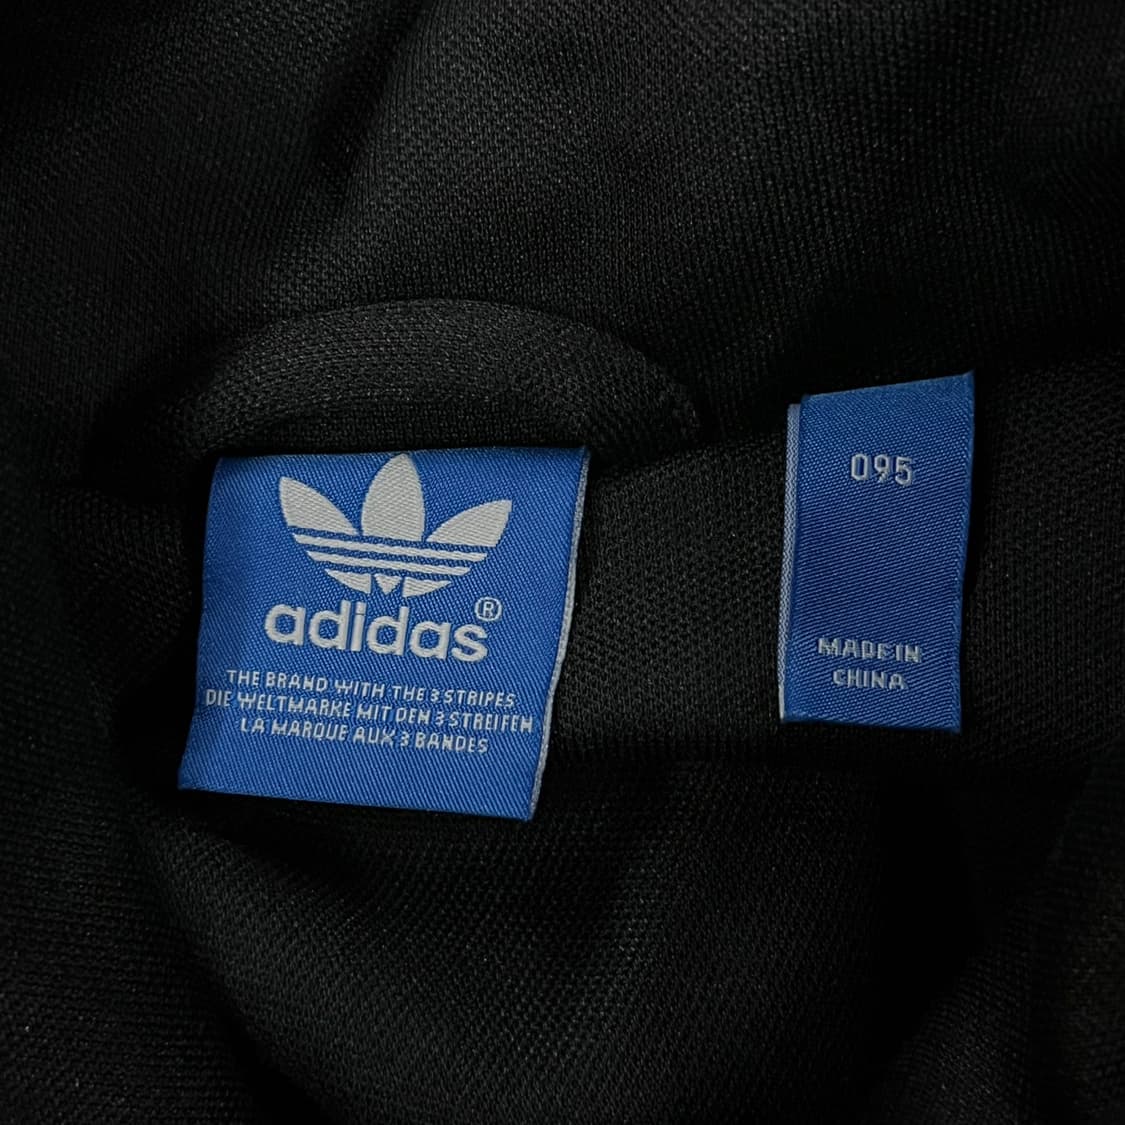 adidas®
THE BRAND WITH THE 3 STRIPES
DIE WELTMARKE MIT DEN 3 STREIFEN
LA MARQUE AUX 3 BANDES
095
MADE IN
CHINA